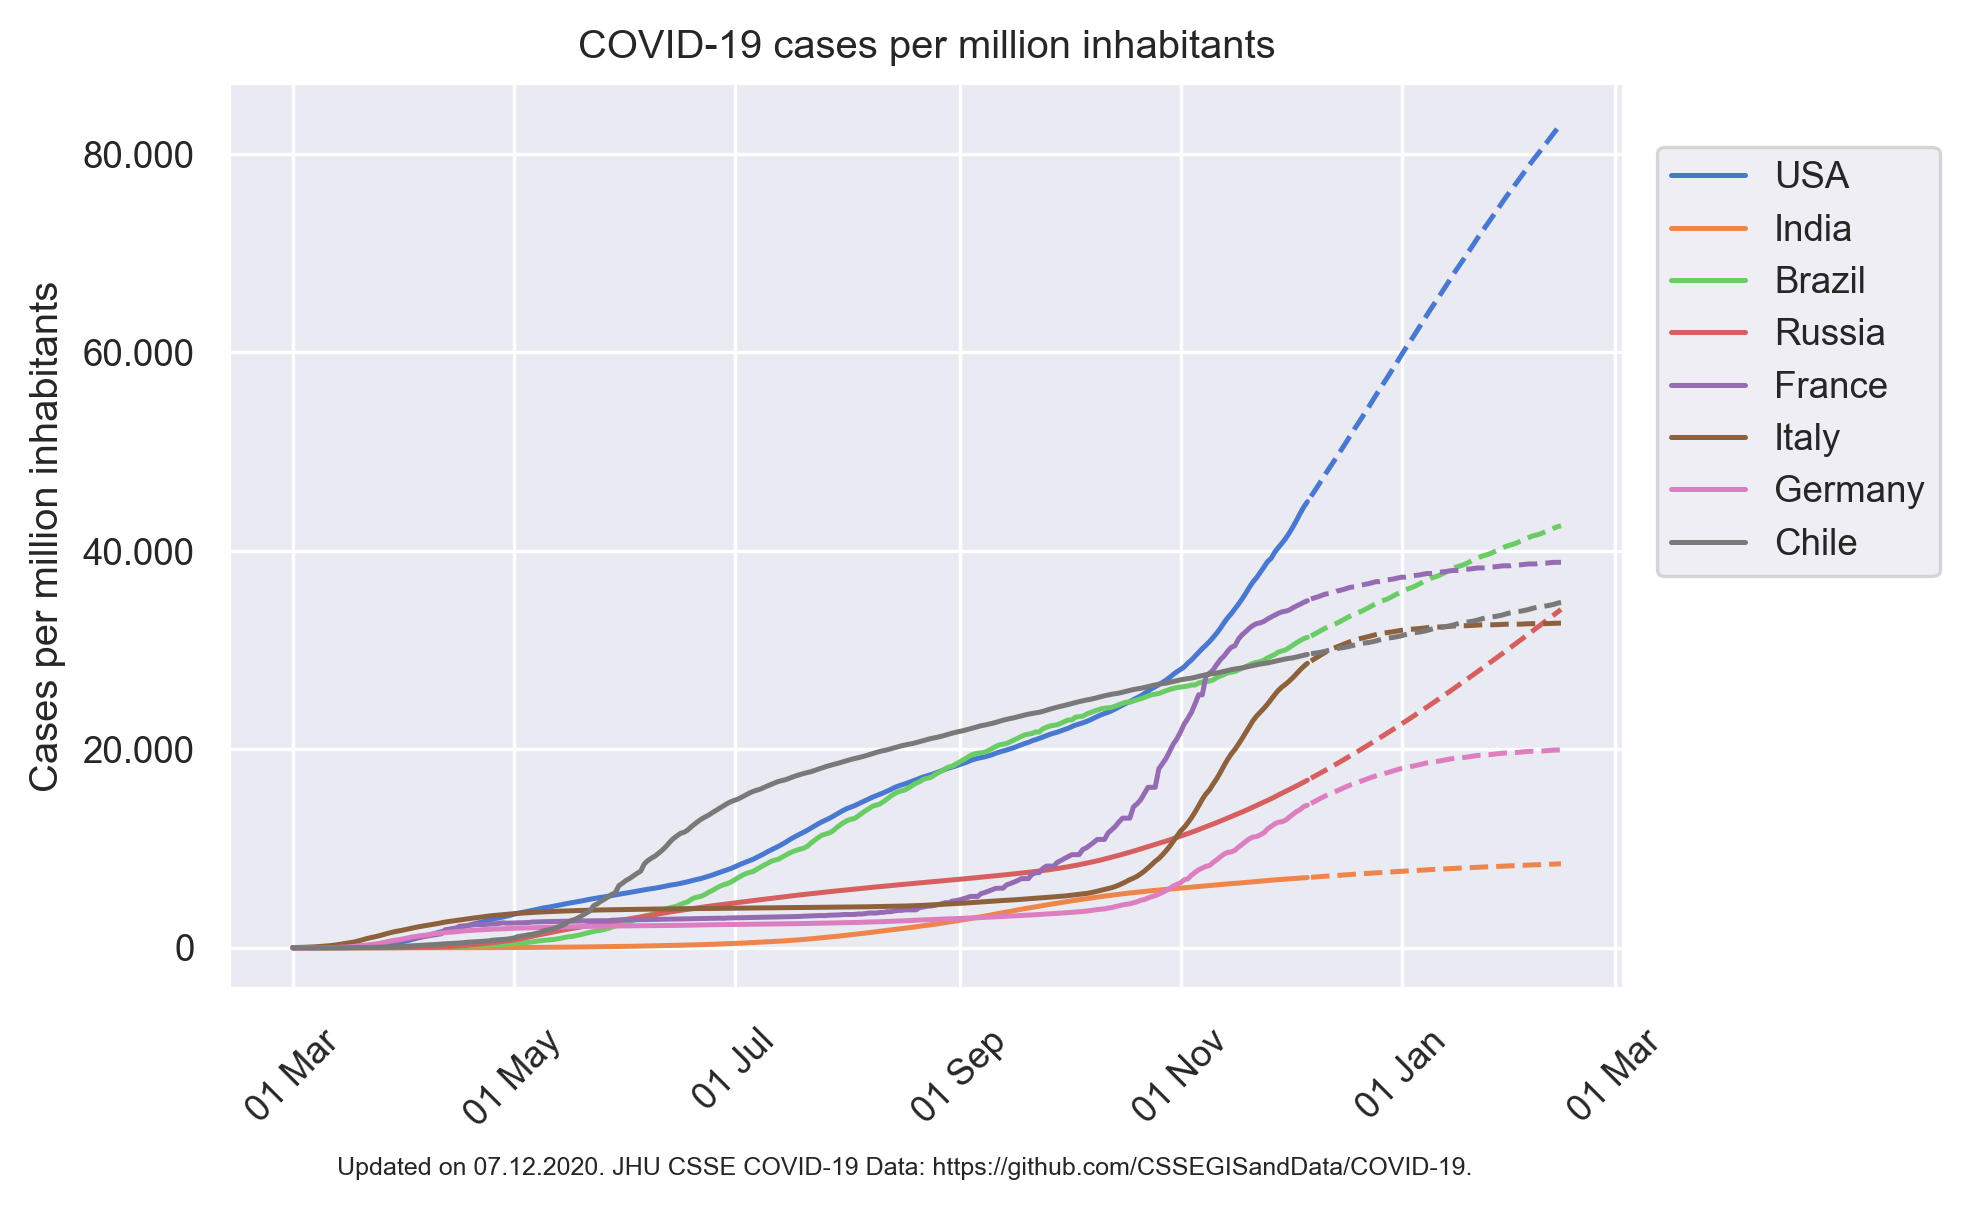 COVID-19 cases per million inhabitants
Cases per million inhabitants
80.000
60.000
40.000
20.000
0
01 Mar
01 May
01 Jul
01 Sep
01 Nov
01 Jan
01 Mar
USA
India
Brazil
Russia
France
Italy
Germany
Chile
Updated on 07.12.2020. JHU CSSE COVID-19 Data: https://github.com/CSSEGISandData/COVID-19.